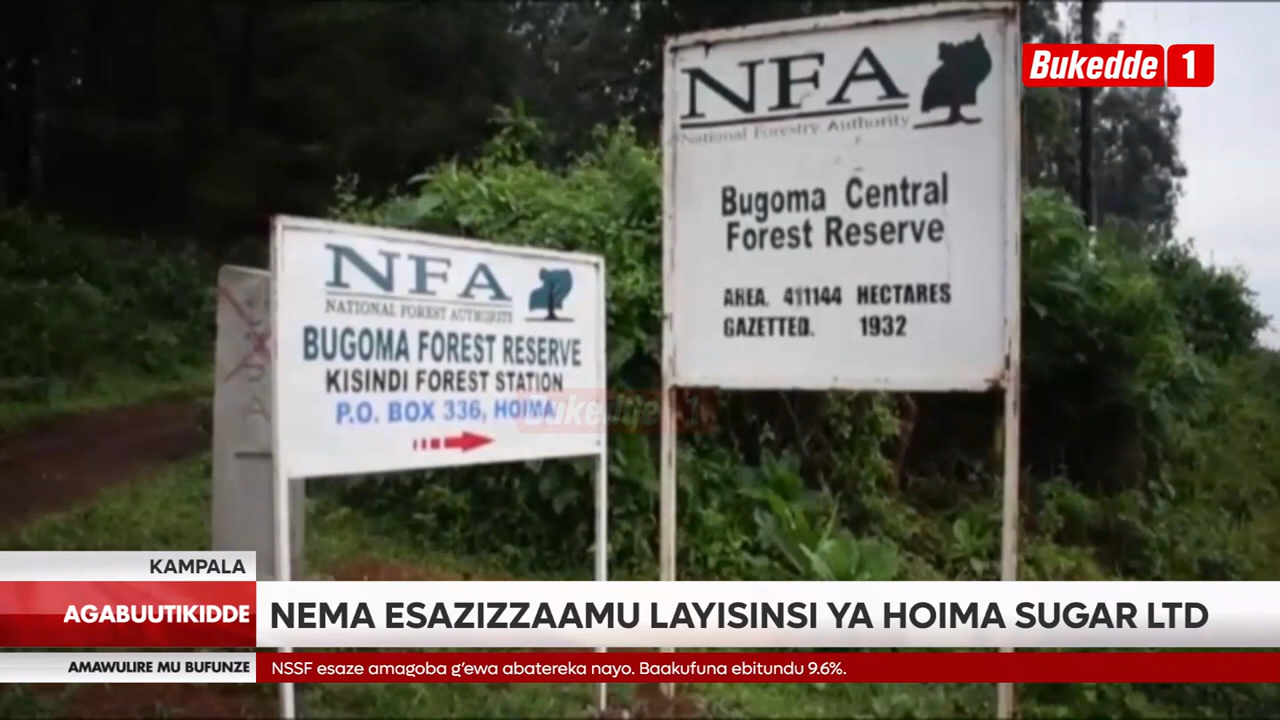 Bukedde 1
NFA
National Forestry Authority
Bugoma Central
Forest Reserve
AREA. 411144 HECTARES
GAZETTED. 1932
NFA
NATIONAL FOREST AUTHORITY
BUGOMA FOREST RESERVE
KISINDI FOREST STATION
P.O. BOX 336, HOIMA
Bukedde 1
KAMPALA
AGABUUTIKIDDE
NEMA ESAZIZZAAMU LAYISINSI YA HOIMA SUGAR LTD
AMAWULIRE MU BUFUNZE
NSSF esaze amagoba g'ewa abatereka nayo. Baakufuna ebitundu 9.6%.